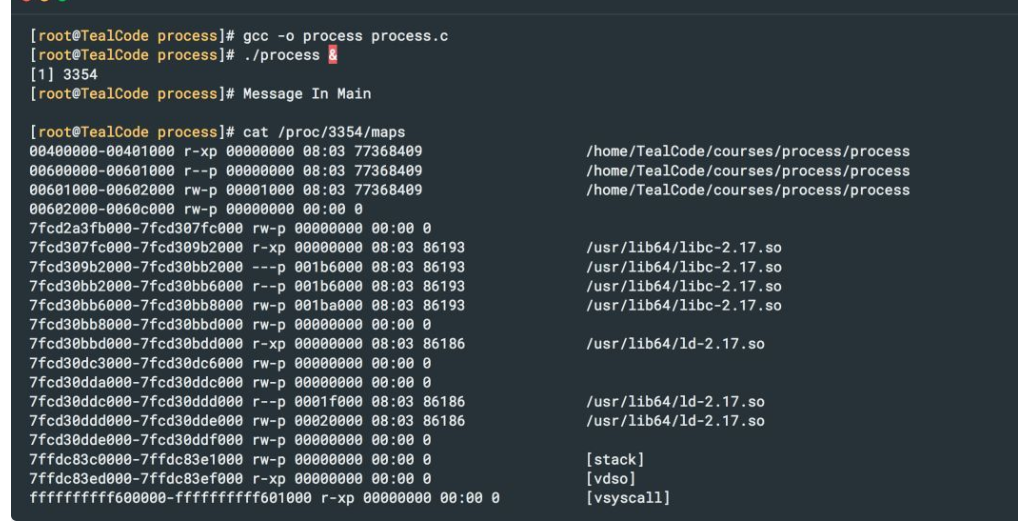 [root@TealCode process]# gcc -o process process.c
[root@TealCode process]# ./process &
[1] 3354
[root@TealCode process]# Message In Main
[root@TealCode process]# cat /proc/3354/maps
00400000-00401000 r-xp 00000000 08:03 77368409 /home/TealCode/courses/process/process
00600000-00601000 r--p 00000000 08:03 77368409 /home/TealCode/courses/process/process
00601000-00602000 rw-p 00001000 08:03 77368409 /home/TealCode/courses/process/process
00602000-0060c000 rw-p 00000000 00:00 0
7fcd2a3fb000-7fcd307fc000 rw-p 00000000 00:00 0
7fcd307fc000-7fcd309b2000 r-xp 00000000 08:03 86193 /usr/lib64/libc-2.17.so
7fcd309b2000-7fcd30bb2000 ---p 001b6000 08:03 86193 /usr/lib64/libc-2.17.so
7fcd30bb2000-7fcd30bb6000 r--p 001b6000 08:03 86193 /usr/lib64/libc-2.17.so
7fcd30bb6000-7fcd30bb8000 rw-p 001ba000 08:03 86193 /usr/lib64/libc-2.17.so
7fcd30bb8000-7fcd30bbd000 rw-p 00000000 00:00 0
7fcd30bbd000-7fcd30bdd000 r-xp 00000000 08:03 86186 /usr/lib64/ld-2.17.so
7fcd30dc3000-7fcd30dc6000 rw-p 00000000 00:00 0
7fcd30dda000-7fcd30ddc000 rw-p 00000000 00:00 0
7fcd30ddc000-7fcd30ddd000 r--p 0001f000 08:03 86186 /usr/lib64/ld-2.17.so
7fcd30ddd000-7fcd30dde000 rw-p 00020000 08:03 86186 /usr/lib64/ld-2.17.so
7fcd30dde000-7fcd30ddf000 rw-p 00000000 00:00 0
7ffdc83c0000-7ffdc83e1000 rw-p 00000000 00:00 0 [stack]
7ffdc83ed000-7ffdc83ef000 r-xp 00000000 00:00 0 [vdso]
ffffffffff600000-ffffffffff601000 r-xp 00000000 00:00 0 [vsyscall]